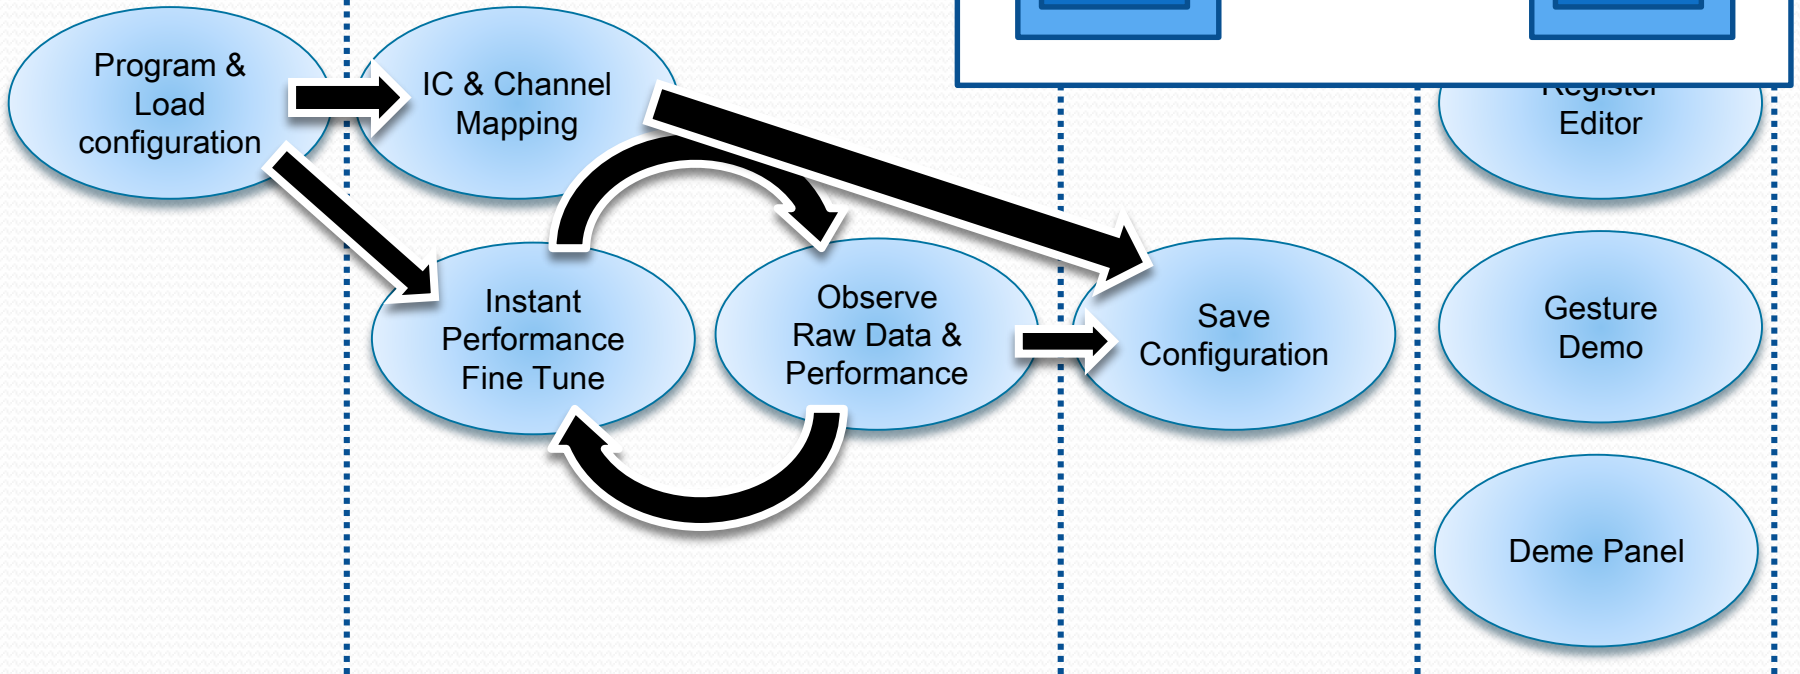 Program &
Load
configuration
IC & Channel
Mapping
Instant
Performance
Fine Tune
Observe
Raw Data &
Performance
Save
Configuration
Register
Editor
Gesture
Demo
Deme Panel